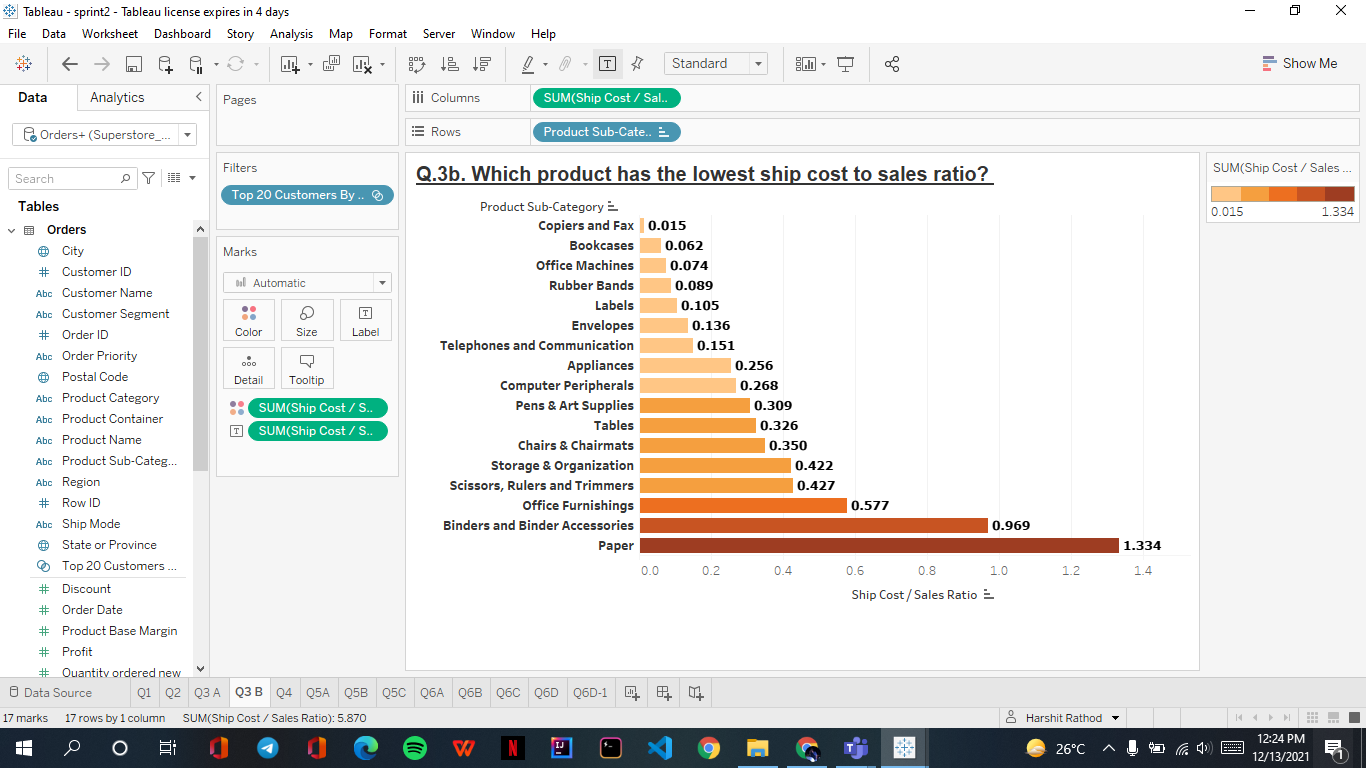 Tableau - sprint2 - Tableau license expires in 4 days
File Data Worksheet Dashboard Story Analysis Map Format Server Window Help
Standard
Show Me
Data Analytics
Pages
Columns
SUM(Ship Cost / Sal..
Orders+ (Superstore_...
Rows
Product Sub-Cate..
Search
Tables
Orders
City
Customer ID
Abc Customer Name
Abc Customer Segment
Order ID
Abc Order Priority
Postal Code
Abc Product Category
Abc Product Container
Abc Product Name
Abc Product Sub-Categ...
Abc Region
Row ID
Abc Ship Mode
State or Province
Top 20 Customers ...
Discount
Order Date
Product Base Margin
Profit
Quantity ordered new
Filters
Top 20 Customers By ..
Marks
Automatic
Color Size Label
Detail Tooltip
SUM(Ship Cost / S..
SUM(Ship Cost / S..
Q.3b. Which product has the lowest ship cost to sales ratio?
Product Sub-Category
Copiers and Fax 0.015
Bookcases 0.062
Office Machines 0.074
Rubber Bands 0.089
Labels 0.105
Envelopes 0.136
Telephones and Communication 0.151
Appliances 0.256
Computer Peripherals 0.268
Pens & Art Supplies 0.309
Tables 0.326
Chairs & Chairmats 0.350
Storage & Organization 0.422
Scissors, Rulers and Trimmers 0.427
Office Furnishings 0.577
Binders and Binder Accessories 0.969
Paper 1.334
0.0 0.2 0.4 0.6 0.8 1.0 1.2 1.4
Ship Cost / Sales Ratio
SUM(Ship Cost / Sales ...
0.015 1.334
Data Source Q1 Q2 Q3 A Q3 B Q4 Q5A Q5B Q5C Q6A Q6B Q6C Q6D Q6D-1
17 marks 17 rows by 1 column SUM(Ship Cost / Sales Ratio): 5.870
Harshit Rathod
26°C
12:24 PM
12/13/2021
1